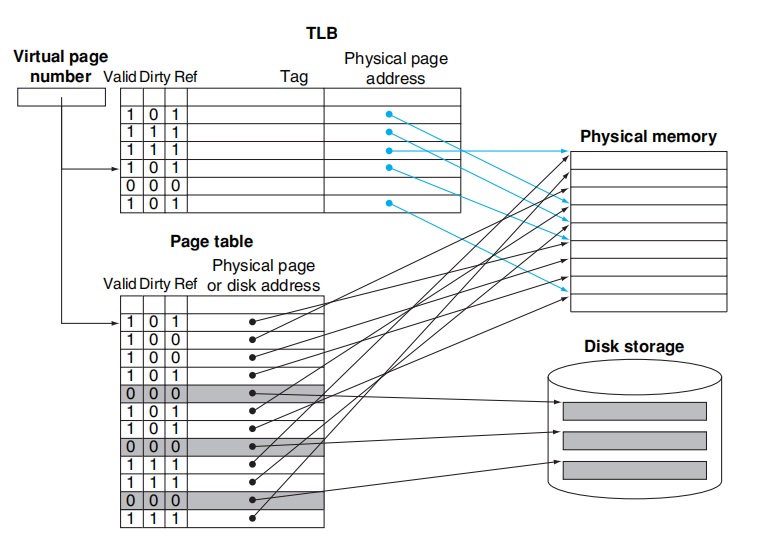 TLB
Virtual page
number
Valid Dirty Ref
Tag
Physical page
address
1 0 1
1 1 1
1 1 1
1 0 1
0 0 0
1 0 1
Physical memory
Page table
Physical page
or disk address
Valid Dirty Ref
1 0 1
1 0 0
1 0 0
1 0 1
0 0 0
1 0 1
1 0 1
0 0 0
1 1 1
1 1 1
0 0 0
1 1 1
Disk storage